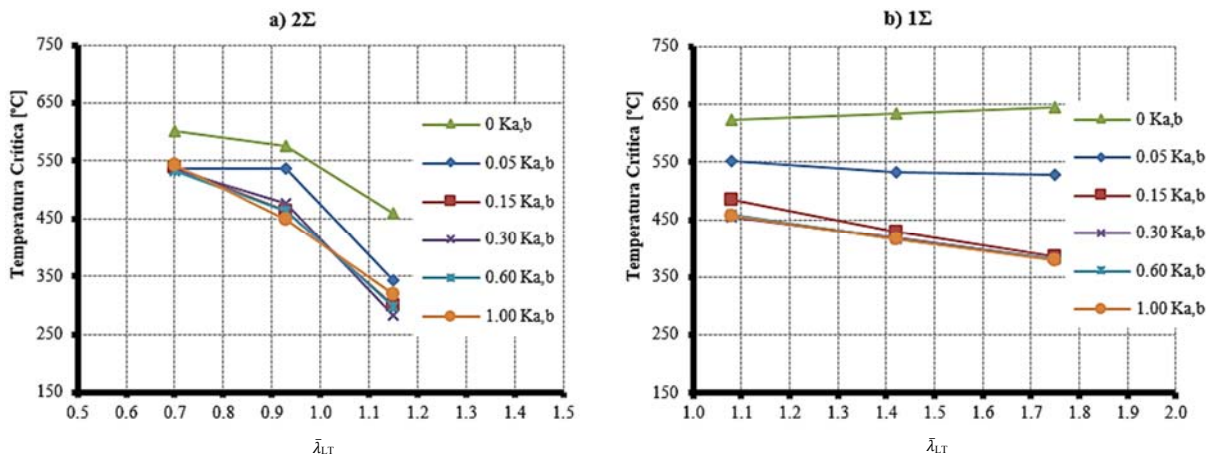 a) 2Σ
Temperatura Crítica [ºC]
750
650
550
450
350
250
150
0.5 0.6 0.7 0.8 0.9 1.0 1.1 1.2 1.3 1.4 1.5
λ̄LT
0 Ka,b
0.05 Ka,b
0.15 Ka,b
0.30 Ka,b
0.60 Ka,b
1.00 Ka,b
b) 1Σ
Temperatura Crítica [ºC]
750
650
550
450
350
250
150
1.0 1.1 1.2 1.3 1.4 1.5 1.6 1.7 1.8 1.9 2.0
λ̄LT
0 Ka,b
0.05 Ka,b
0.15 Ka,b
0.30 Ka,b
0.60 Ka,b
1.00 Ka,b